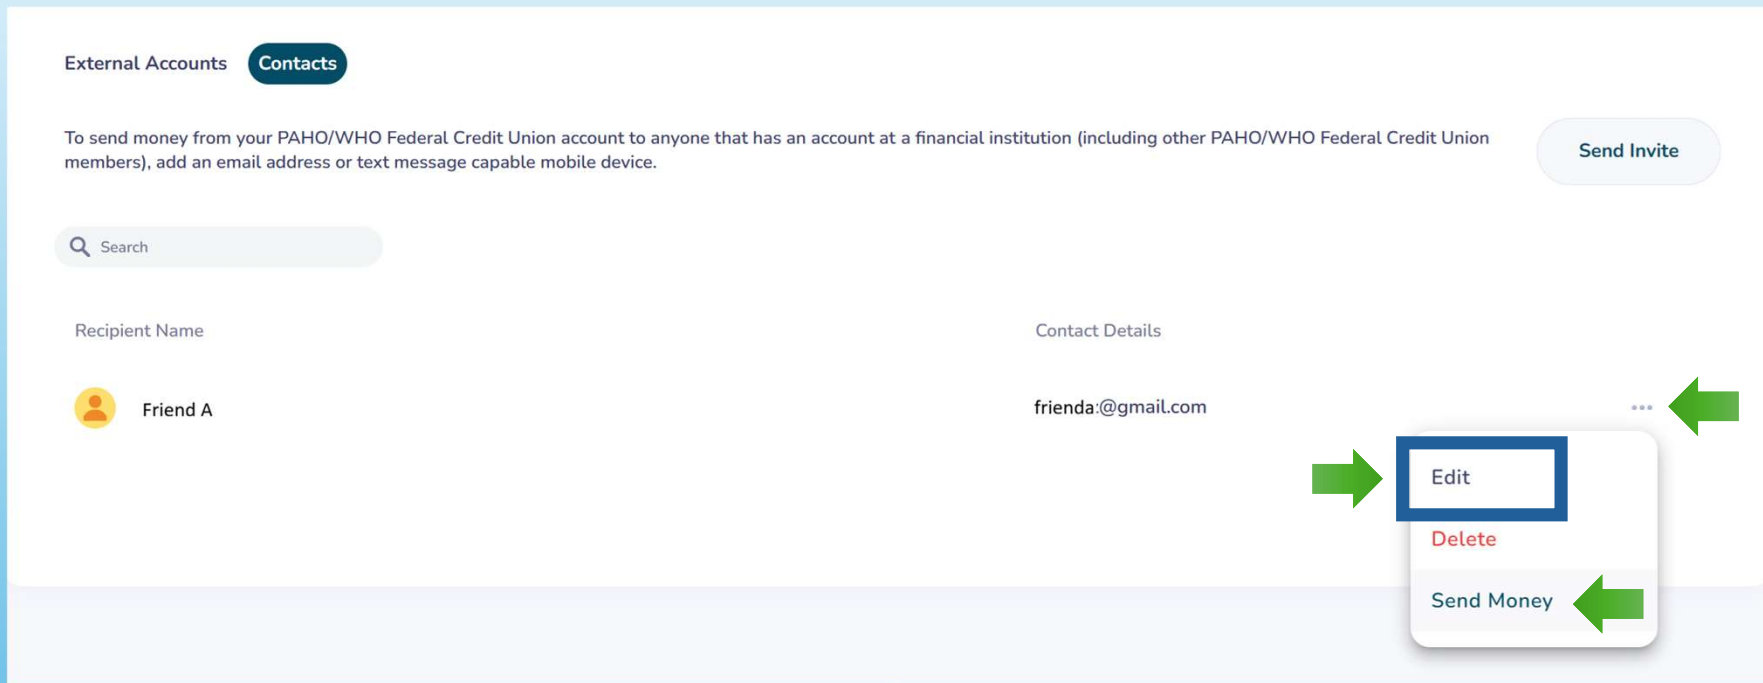 External Accounts Contacts
To send money from your PAHO/WHO Federal Credit Union account to anyone that has an account at a financial institution (including other PAHO/WHO Federal Credit Union
members), add an email address or text message capable mobile device.
Send Invite
Search
Recipient Name Contact Details
Friend A frienda:@gmail.com
Edit
Delete
Send Money